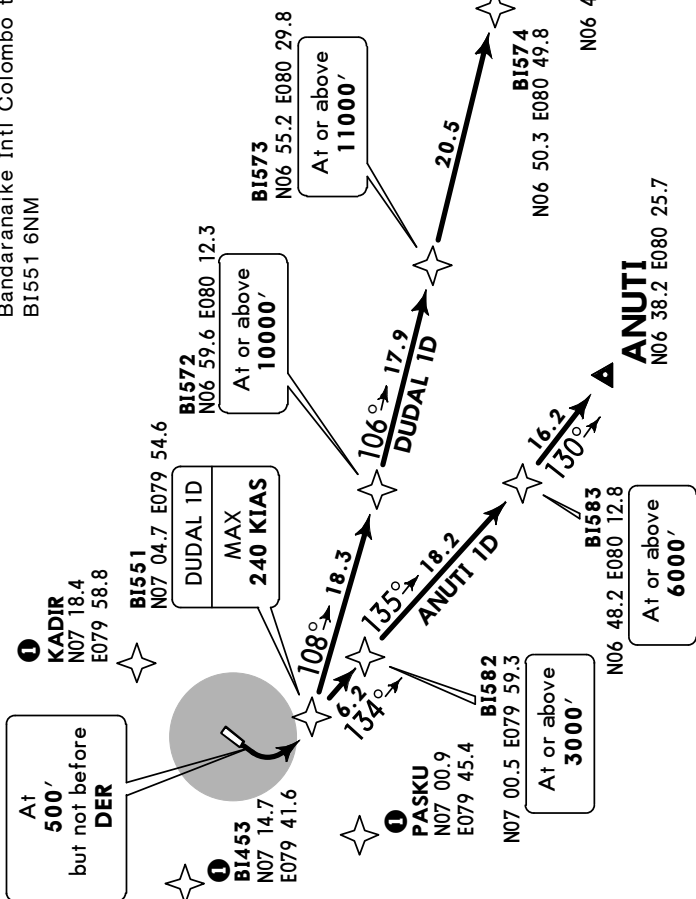 Bandaranaike Intl Colombo t
BI551 6NM
At
500′
but not before
DER
❶
KADIR
N07 18.4
E079 58.8
BI551
N07 04.7 E079 54.6
DUDAL 1D
MAX
240 KIAS
BI572
N06 59.6 E080 12.3
At or above
10000′
BI573
N06 55.2 E080 29.8
At or above
11000′
108°→ 18.3
106°→ 17.9
DUDAL 1D
20.5
BI574
N06 50.3 E080 49.8
N06 4
❶
BI453
N07 14.7
E079 41.6
❶
PASKU
N07 00.9
E079 45.4
6.2
134°→
BI582
N07 00.5 E079 59.3
At or above
3000′
135°→ 18.2
ANUTI 1D
BI583
N06 48.2 E080 12.8
At or above
6000′
16.2
130°→
ANUTI
N06 38.2 E080 25.7